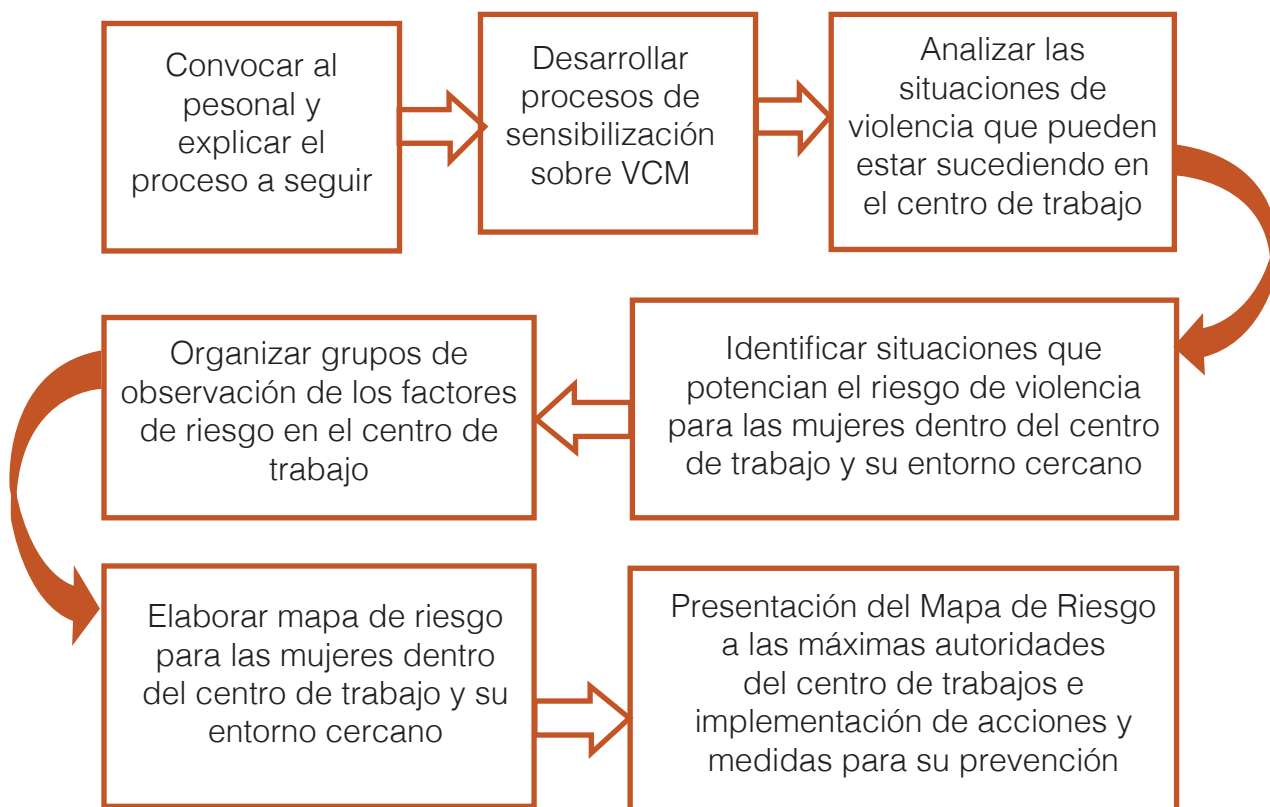 Convocar al
pesonal y
explicar el
proceso a seguir
Desarrollar
procesos de
sensibilización
sobre VCM
Analizar las
situaciones de
violencia que pueden
estar sucediendo en
el centro de trabajo
Identificar situaciones que
potencian el riesgo de violencia
para las mujeres dentro del centro
de trabajo y su entorno cercano
Organizar grupos de
observación de los factores
de riesgo en el centro de
trabajo
Elaborar mapa de riesgo
para las mujeres dentro
del centro de trabajo y su
entorno cercano
Presentación del Mapa de Riesgo
a las máximas autoridades
del centro de trabajos e
implementación de acciones y
medidas para su prevención